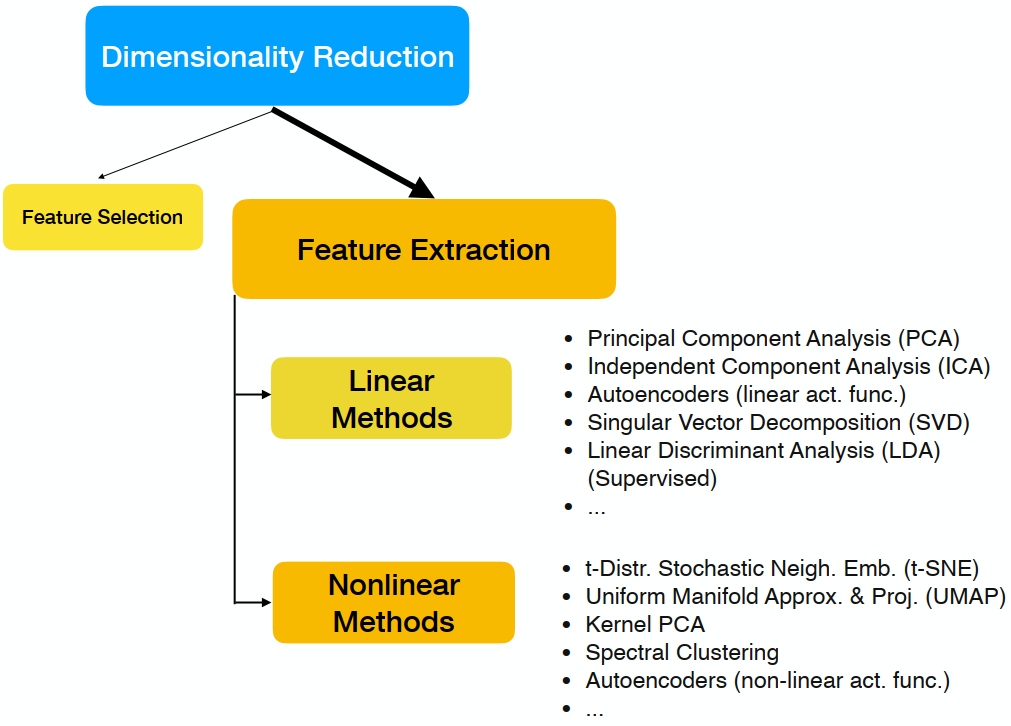 Dimensionality Reduction
Feature Selection
Feature Extraction
Linear
Methods
• Principal Component Analysis (PCA)
• Independent Component Analysis (ICA)
• Autoencoders (linear act. func.)
• Singular Vector Decomposition (SVD)
• Linear Discriminant Analysis (LDA)
(Supervised)
• ...
Nonlinear
Methods
• t-Distr. Stochastic Neigh. Emb. (t-SNE)
• Uniform Manifold Approx. & Proj. (UMAP)
• Kernel PCA
• Spectral Clustering
• Autoencoders (non-linear act. func.)
• ...